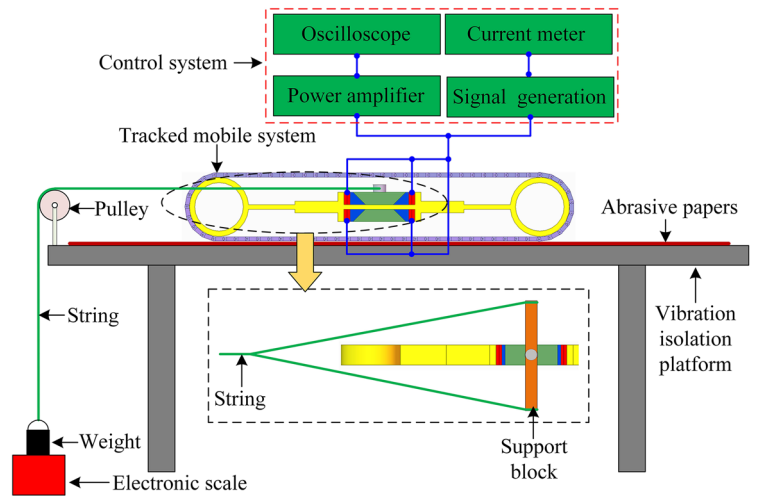 Oscilloscope
Current meter
Control system
Power amplifier
Signal generation
Tracked mobile system
Pulley
Abrasive papers
String
Vibration
isolation
platform
String
Support
block
Weight
Electronic scale